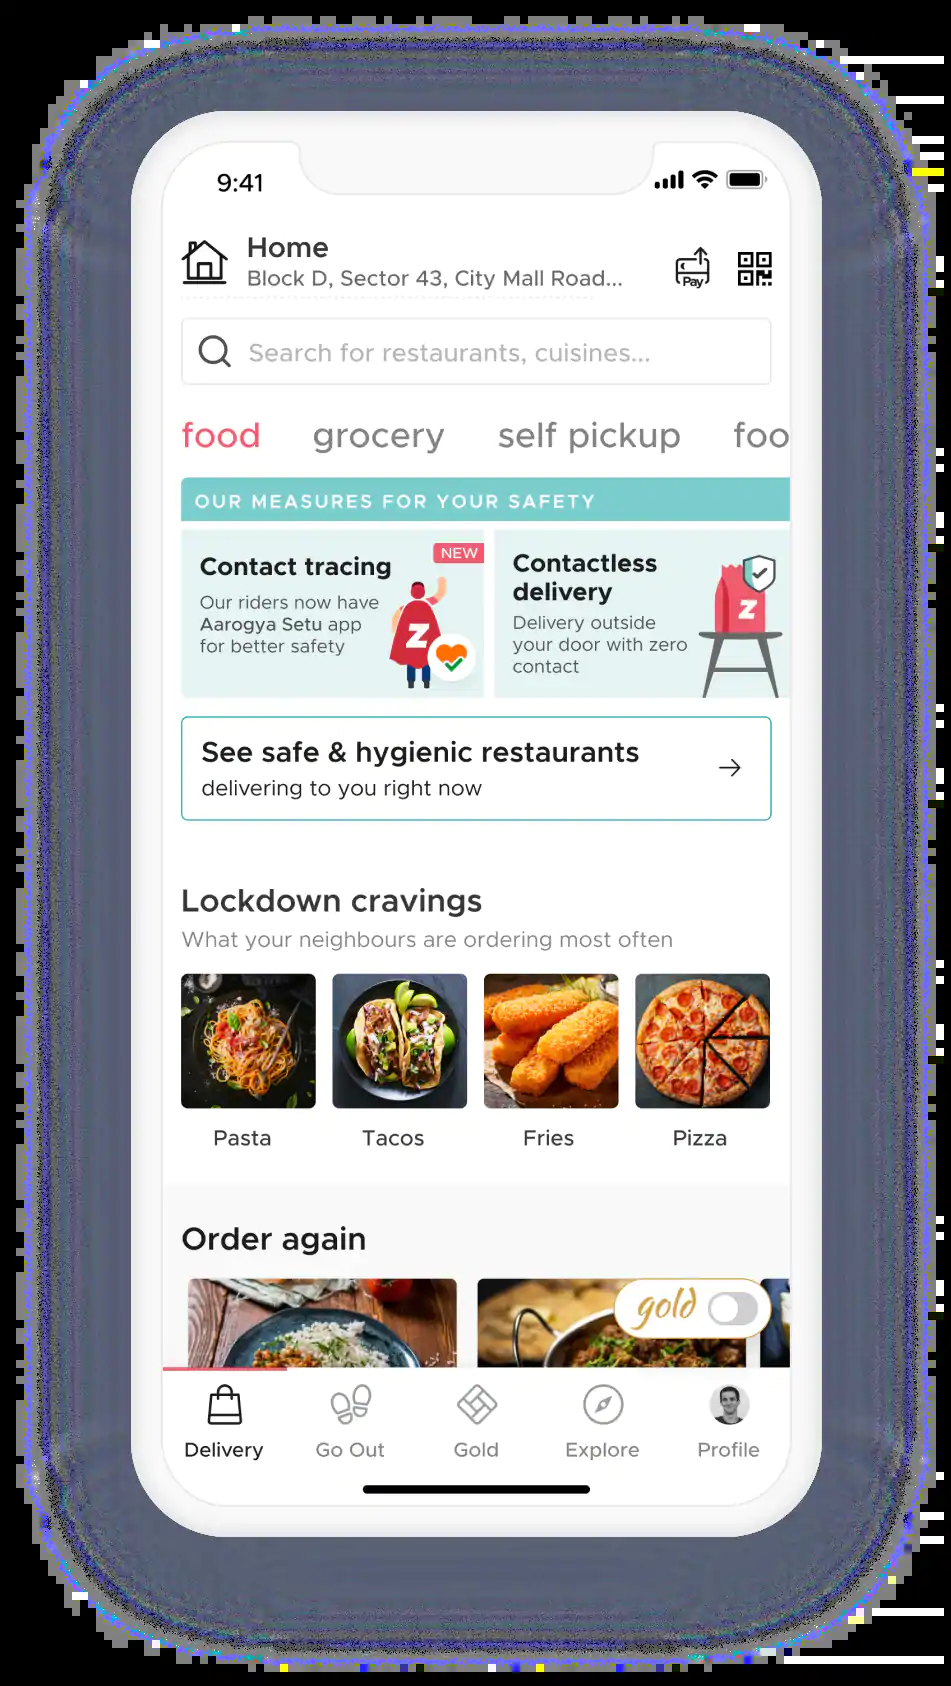 9:41
Home
Block D, Sector 43, City Mall Road...
Pay
Search for restaurants, cuisines...
food grocery self pickup foo
OUR MEASURES FOR YOUR SAFETY
NEW
Contact tracing
Our riders now have
Aarogya Setu app
for better safety
Z
Contactless
delivery
Delivery outside
your door with zero
contact
Z
See safe & hygienic restaurants
delivering to you right now
Lockdown cravings
What your neighbours are ordering most often
Pasta Tacos Fries Pizza
Order again
gold
Delivery Go Out Gold Explore Profile